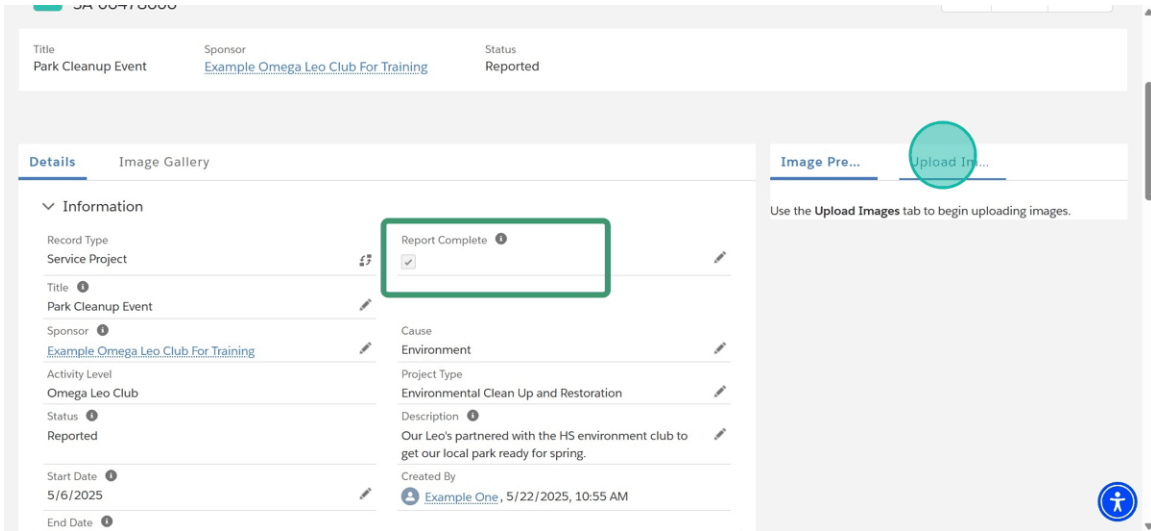 Title
Park Cleanup Event
Sponsor
Example Omega Leo Club For Training
Status
Reported
Details
Image Gallery
Image Pre...
Upload Im...
Information
Use the Upload Images tab to begin uploading images.
Record Type
Service Project
Report Complete
Title
Park Cleanup Event
Sponsor
Example Omega Leo Club For Training
Cause
Environment
Activity Level
Omega Leo Club
Project Type
Environmental Clean Up and Restoration
Status
Reported
Description
Our Leo's partnered with the HS environment club to
get our local park ready for spring.
Start Date
5/6/2025
Created By
Example One, 5/22/2025, 10:55 AM
End Date